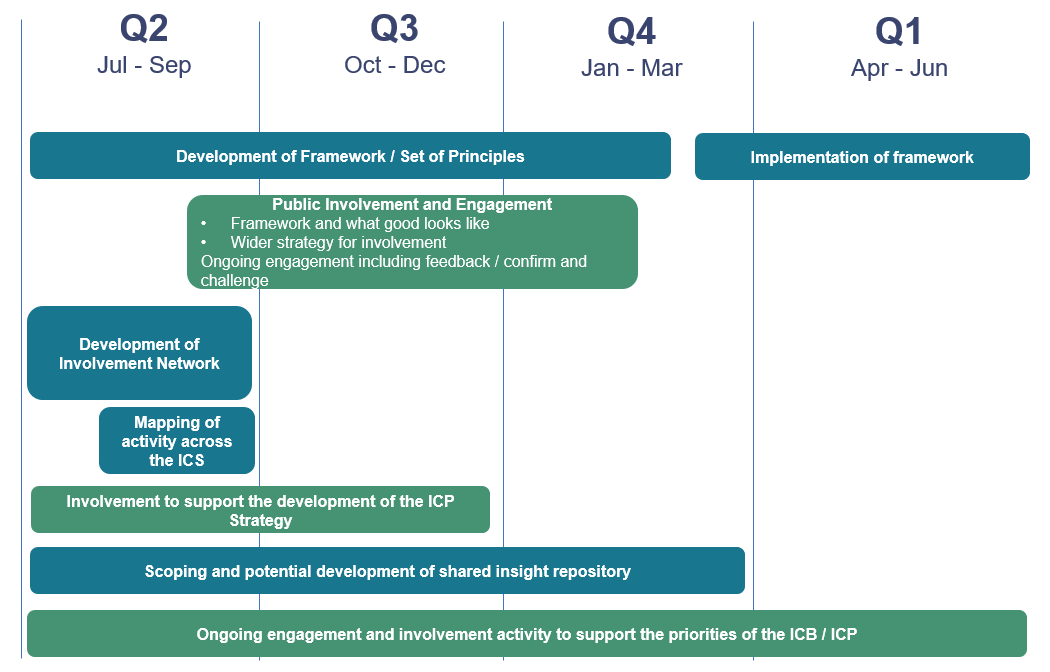 Q2
Jul - Sep
Q3
Oct - Dec
Q4
Jan - Mar
Q1
Apr - Jun
Development of Framework / Set of Principles
Implementation of framework
Public Involvement and Engagement
• Framework and what good looks like
• Wider strategy for involvement
Ongoing engagement including feedback / confirm and
challenge
Development of
Involvement Network
Mapping of
activity across
the ICS
Involvement to support the development of the ICP
Strategy
Scoping and potential development of shared insight repository
Ongoing engagement and involvement activity to support the priorities of the ICB / ICP